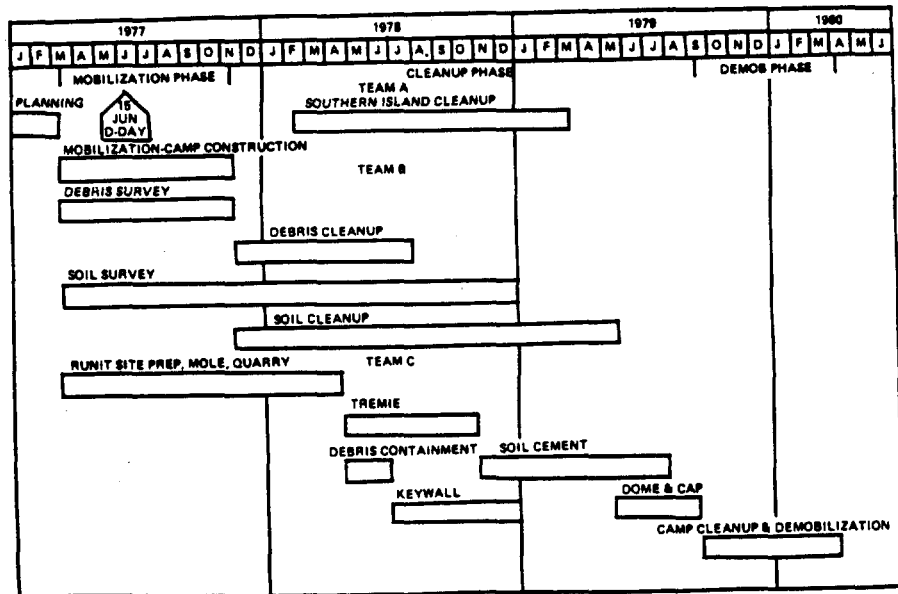 1977 1978 1979 1980
J F M A M J J A S O N D J F M A M J J A S O N D J F M A M J J A S O N D J F M A M J
MOBILIZATION PHASE CLEANUP PHASE DEMOB PHASE
TEAM A
PLANNING SOUTHERN ISLAND CLEANUP
15
JUN
D-DAY
MOBILIZATION-CAMP CONSTRUCTION
TEAM B
DEBRIS SURVEY
DEBRIS CLEANUP
SOIL SURVEY
SOIL CLEANUP
RUNIT SITE PREP, MOLE, QUARRY TEAM C
TREMIE
DEBRIS CONTAINMENT SOIL CEMENT
KEYWALL DOME & CAP
CAMP CLEANUP & DEMOBILIZATION